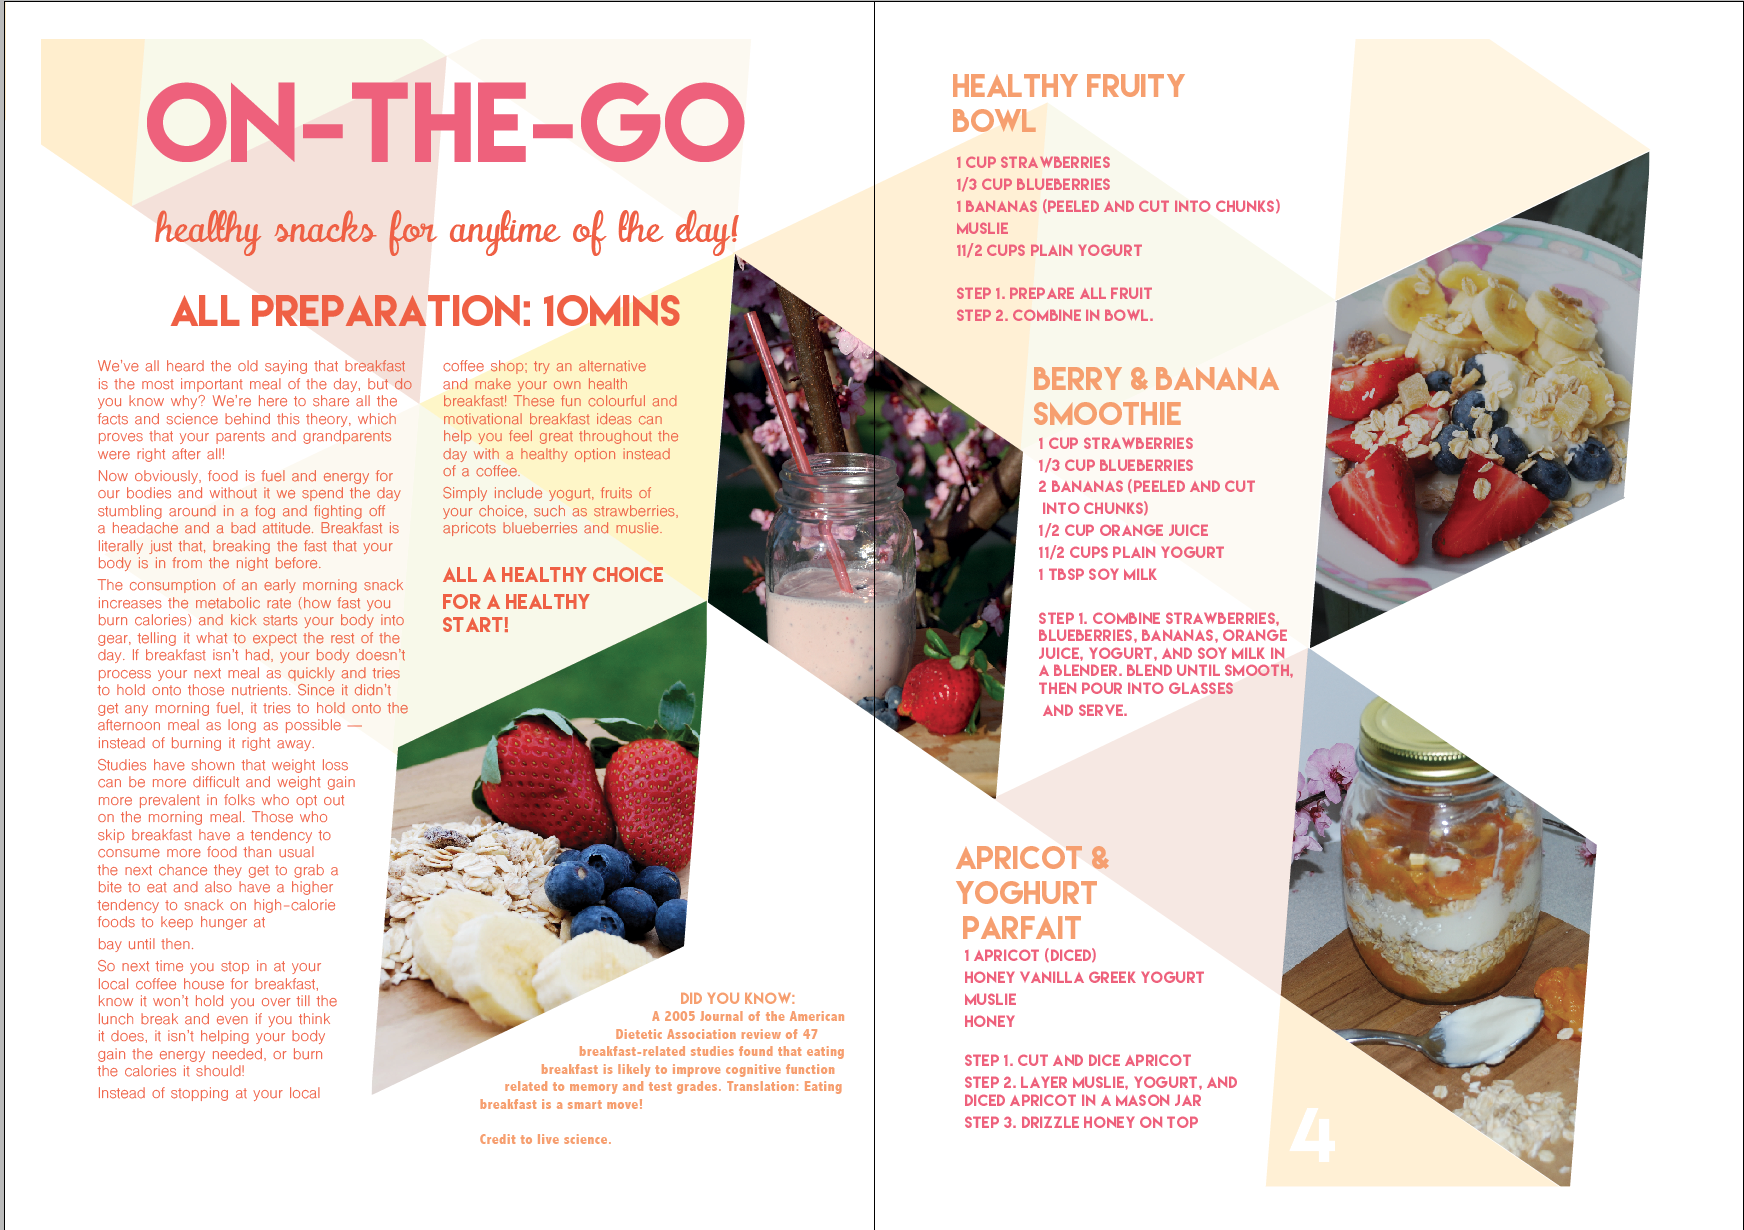 ON-THE-GO
healthy snacks for anytime of the day!
ALL PREPARATION: 10MINS
We've all heard the old saying that breakfast
is the most important meal of the day, but do
you know why? We're here to share all the
facts and science behind this theory, which
proves that your parents and grandparents
were right after all!
Now obviously, food is fuel and energy for
our bodies and without it we spend the day
stumbling around in a fog and fighting off
a headache and a bad attitude. Breakfast is
literally just that, breaking the fast that your
body is in from the night before.
The consumption of an early morning snack
increases the metabolic rate (how fast you
burn calories) and kick starts your body into
gear, telling it what to expect the rest of the
day. If breakfast isn't had, your body doesn't
process your next meal as quickly and tries
to hold onto those nutrients. Since it didn't
get any morning fuel, it tries to hold onto the
afternoon meal as long as possible —
instead of burning it right away.
Studies have shown that weight loss
can be more difficult and weight gain
more prevalent in folks who opt out
on the morning meal. Those who
skip breakfast have a tendency to
consume more food than usual
the next chance they get to grab a
bite to eat and also have a higher
tendency to snack on high-calorie
foods to keep hunger at
bay until then.
So next time you stop in at your
local coffee house for breakfast,
know it won't hold you over till the
lunch break and even if you think
it does, it isn't helping your body
gain the energy needed, or burn
the calories it should!
Instead of stopping at your local
coffee shop; try an alternative
and make your own health
breakfast! These fun colourful and
motivational breakfast ideas can
help you feel great throughout the
day with a healthy option instead
of a coffee.
Simply include yogurt, fruits of
your choice, such as strawberries,
apricots blueberries and muslie.
ALL A HEALTHY CHOICE
FOR A HEALTHY
START!
DID YOU KNOW:
A 2005 Journal of the American
Dietetic Association review of 47
breakfast-related studies found that eating
breakfast is likely to improve cognitive function
related to memory and test grades. Translation: Eating
breakfast is a smart move!
Credit to live science.
HEALTHY FRUITY
BOWL
1 CUP STRAWBERRIES
1/3 CUP BLUEBERRIES
1 BANANAS (PEELED AND CUT INTO CHUNKS)
MUSLIE
11/2 CUPS PLAIN YOGURT
STEP 1. PREPARE ALL FRUIT
STEP 2. COMBINE IN BOWL.
BERRY & BANANA
SMOOTHIE
1 CUP STRAWBERRIES
1/3 CUP BLUEBERRIES
2 BANANAS (PEELED AND CUT
INTO CHUNKS)
1/2 CUP ORANGE JUICE
11/2 CUPS PLAIN YOGURT
1 TBSP SOY MILK
STEP 1. COMBINE STRAWBERRIES,
BLUEBERRIES, BANANAS, ORANGE
JUICE, YOGURT, AND SOY MILK IN
A BLENDER. BLEND UNTIL SMOOTH,
THEN POUR INTO GLASSES
AND SERVE.
APRICOT &
YOGHURT
PARFAIT
1 APRICOT (DICED)
HONEY VANILLA GREEK YOGURT
MUSLIE
HONEY
STEP 1. CUT AND DICE APRICOT
STEP 2. LAYER MUSLIE, YOGURT, AND
DICED APRICOT IN A MASON JAR
STEP 3. DRIZZLE HONEY ON TOP
4